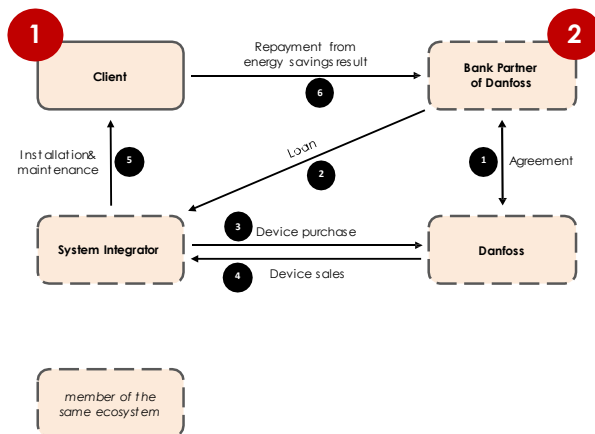 1
2
Client
Repayment from
energy savings result
6
Bank Partner
of Danfoss
Loan
2
Installation&
maintenance
5
1
Agreement
System Integrator
3
Device purchase
4
Device sales
Danfoss
member of the
same ecosystem